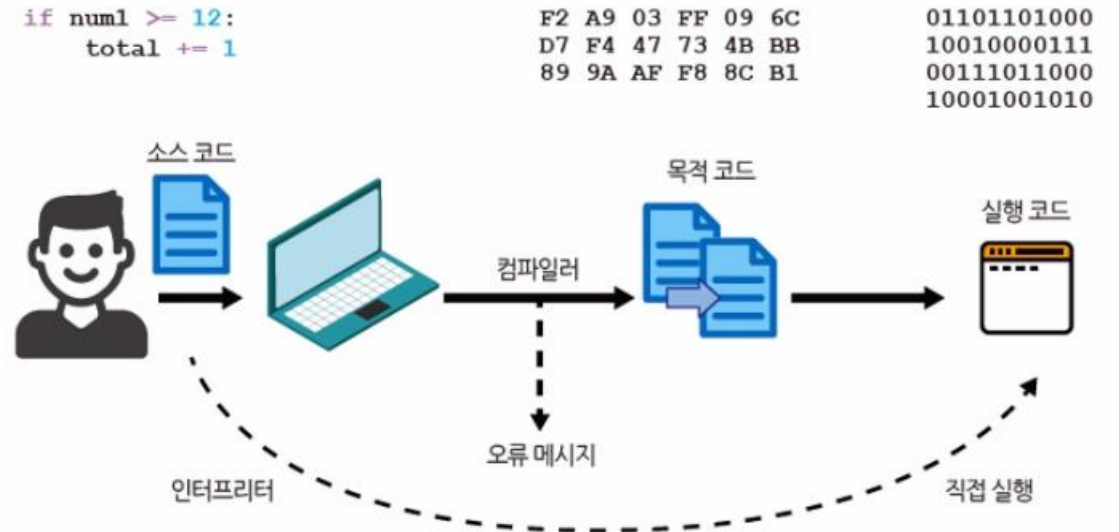 if num1 >= 12:
total += 1
F2 A9 03 FF 09 6C
D7 F4 47 73 4B BB
89 9A AF F8 8C B1
01101101000
10010000111
00111011000
10001001010
소스 코드
목적 코드
실행 코드
컴파일러
오류 메시지
인터프리터
직접 실행